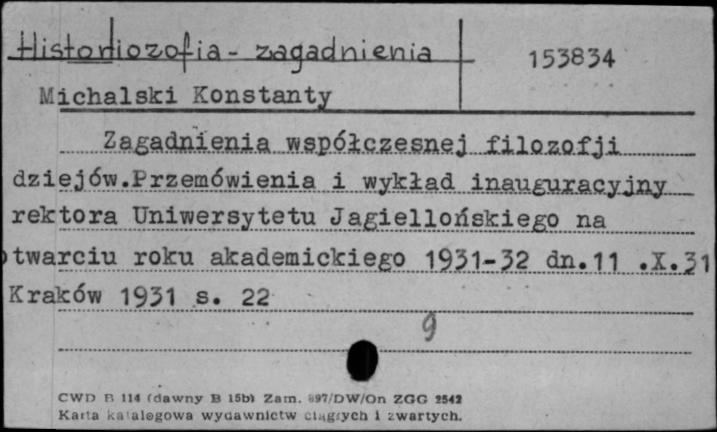 Historiozofia - zagadnienia 153834
Michalski Konstanty
Zagadnienia współczesnej filozofji
dziejów.Przemówienia i wykład inauguracyjny
rektora Uniwersytetu Jagiellońskiego na
otwarciu roku akademickiego 1931-32 dn.11 .X.31
Kraków 1931 s. 22
9
CWD B 114 (dawny B 15b) Zam. 897/DW/On ZGG 2542
Karta katalogowa wydawnictw ciągłych i zwartych.